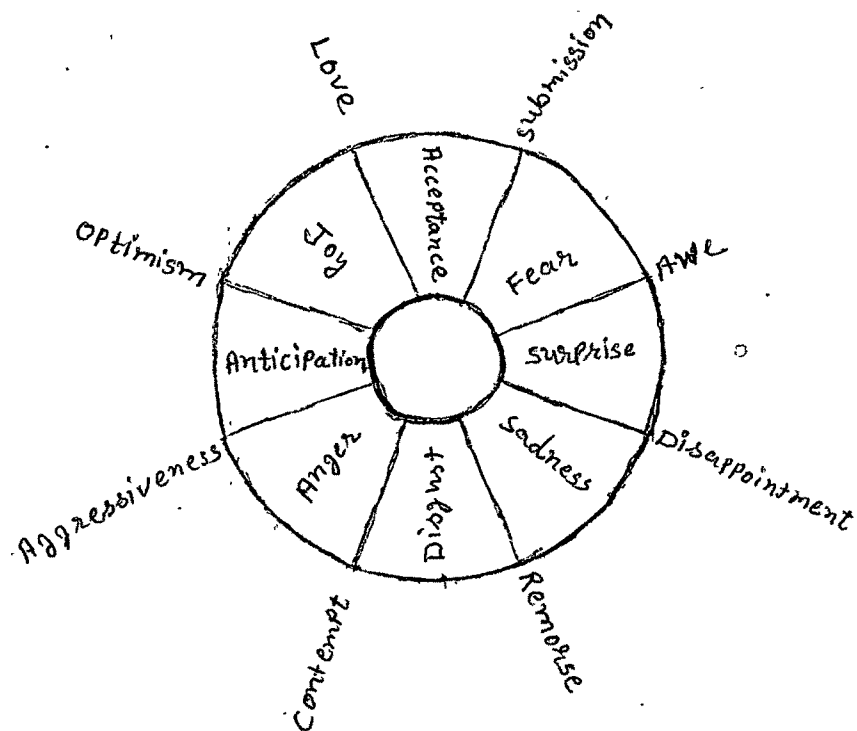 Love
submission
Acceptance
Joy
Fear
Optimism
AWE
Anticipation
surprise
Anger
Disgust
sadness
Aggressiveness
Disappointment
Contempt
Remorse